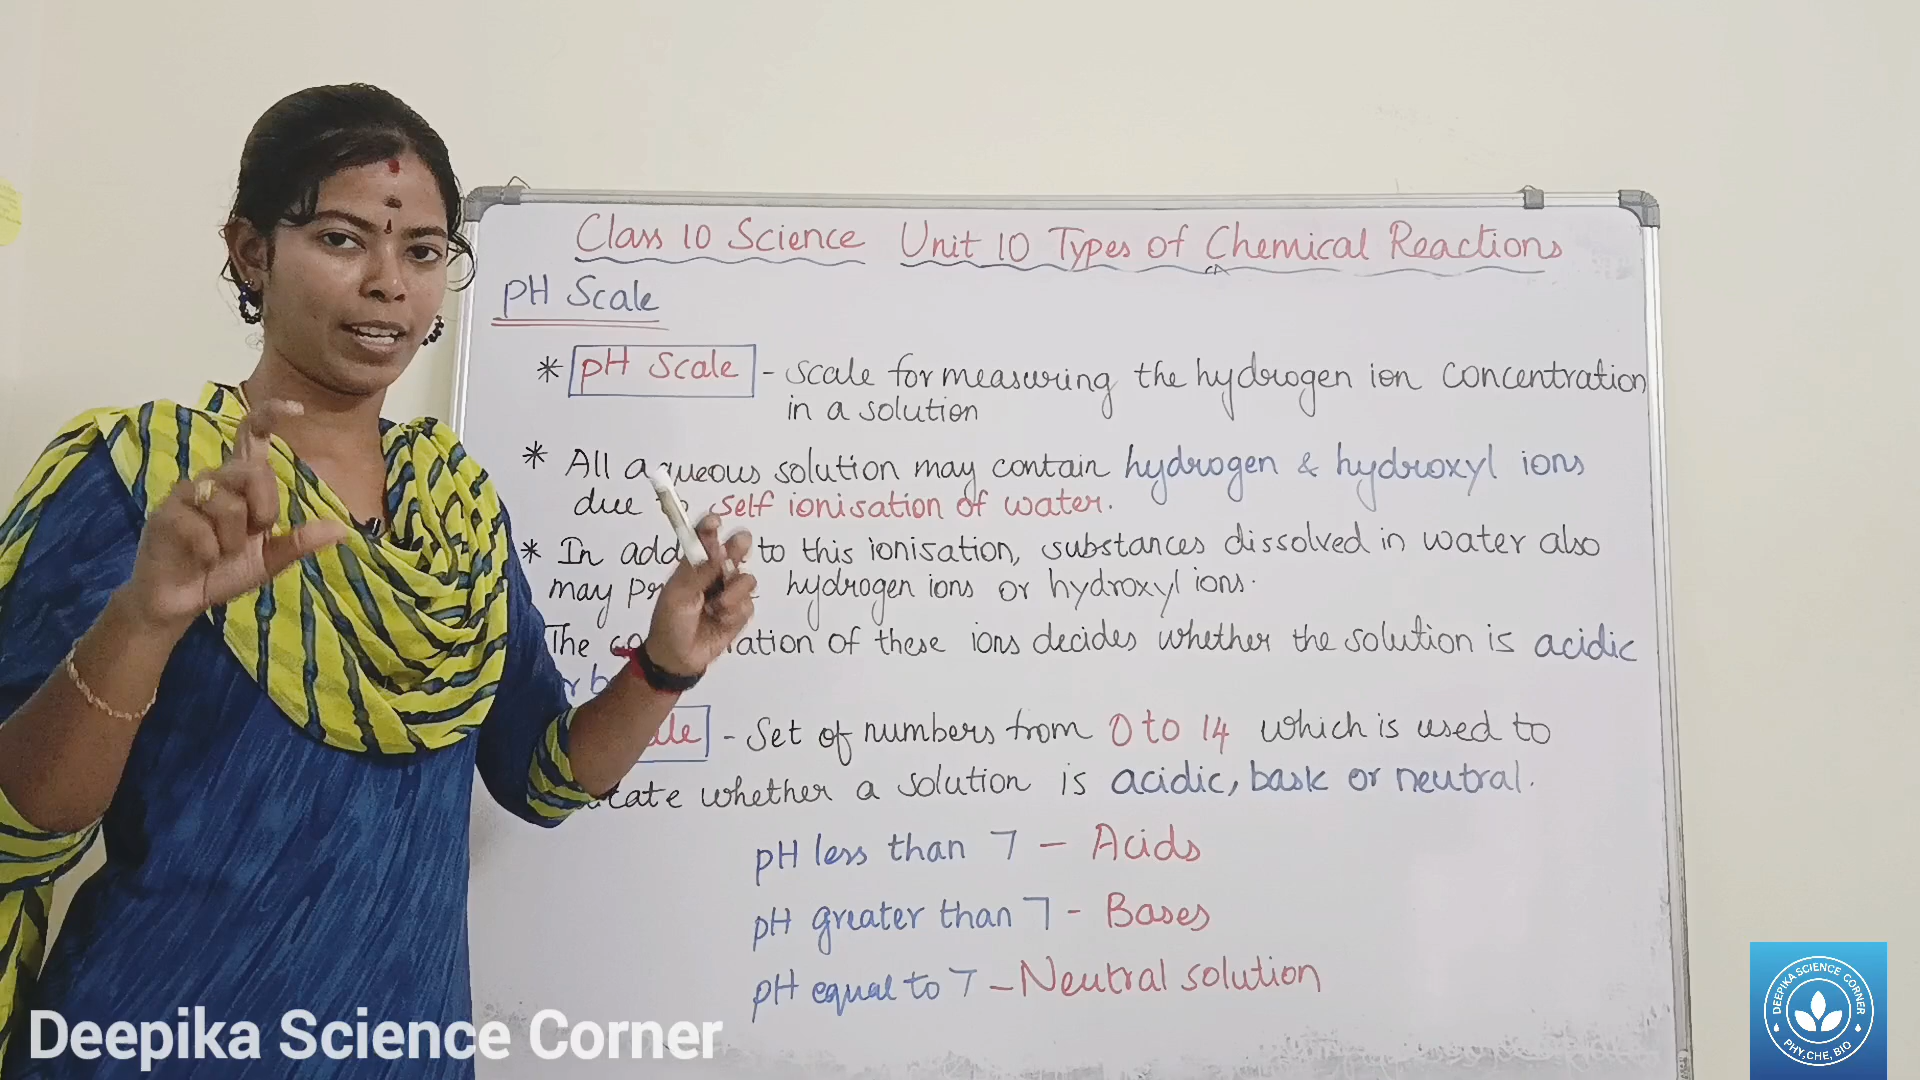 Class 10 Science Unit 10 Types of Chemical Reactions
pH Scale
* pH Scale - Scale for measuring the hydrogen ion concentration
in a solution
* All aqueous solution may contain hydrogen & hydroxyl ions
due self ionisation of water.
* In to this ionisation, substances dissolved in water also
may hydrogen ions or hydroxyl ions.
The of these ions decides whether the solution is acidic
- Set of numbers from 0 to 14 which is used to
whether a solution is acidic, basic or neutral.
pH less than 7 - Acids
pH greater than 7 - Bases
pH equal to 7 - Neutral solution
Deepika Science Corner
DEEPIKA SCIENCE CORNER
PHY, CHE, BIO